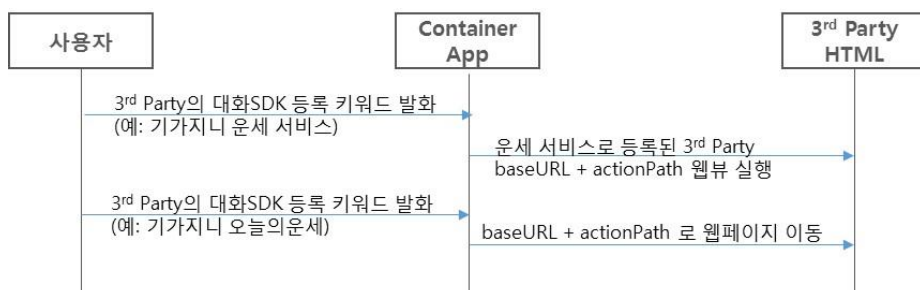 사용자
Container
App
3rd Party
HTML
3rd Party의 대화SDK 등록 키워드 발화
(예: 기가지니 운세 서비스)
운세 서비스로 등록된 3rd Party
baseURL + actionPath 웹뷰 실행
3rd Party의 대화SDK 등록 키워드 발화
(예: 기가지니 오늘의운세)
baseURL + actionPath 로 웹페이지 이동